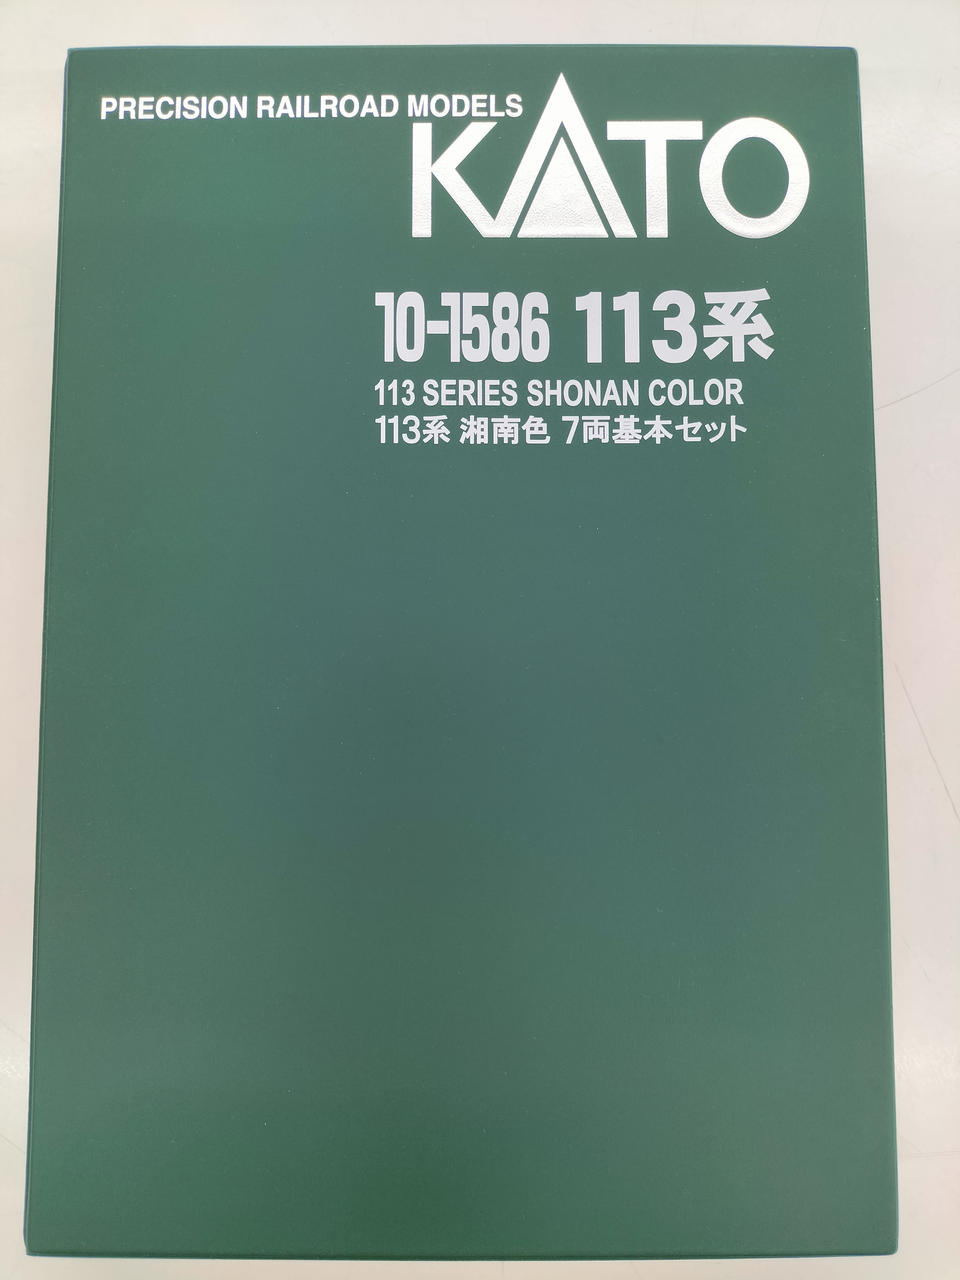 PRECISION RAILROAD MODELS
KATO
10-1586 113系
113 SERIES SHONAN COLOR
113系 湘南色 7両基本セット